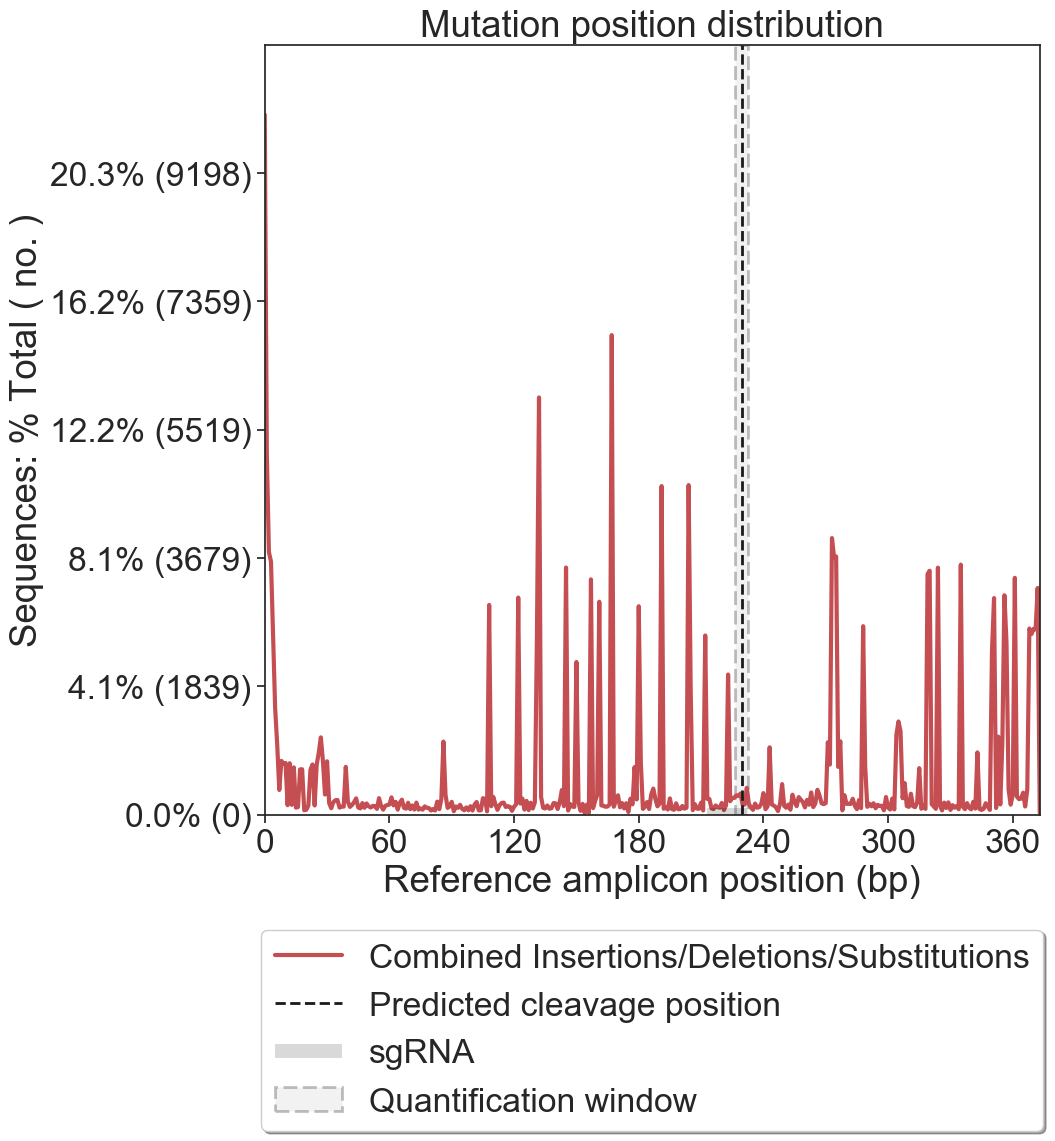 Mutation position distribution
Sequences: % Total ( no. )
20.3% (9198)
16.2% (7359)
12.2% (5519)
8.1% (3679)
4.1% (1839)
0.0% (0)
0 60 120 180 240 300 360
Reference amplicon position (bp)
Combined Insertions/Deletions/Substitutions
Predicted cleavage position
sgRNA
Quantification window